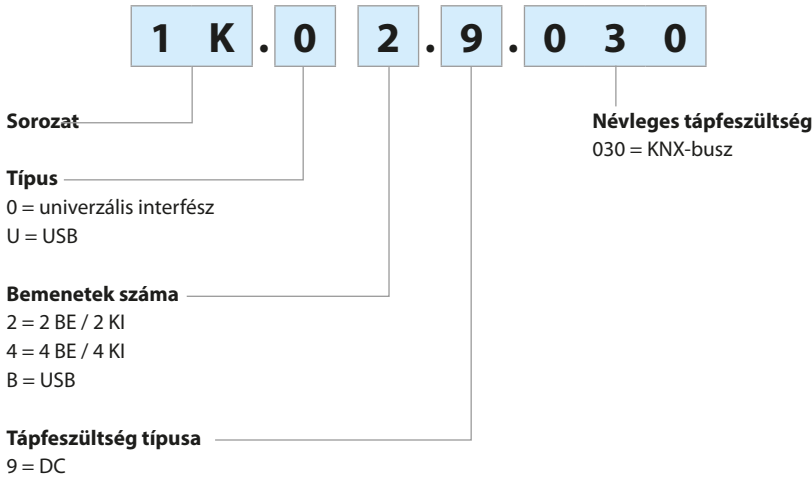 1 K . 0 2 . 9 . 0 3 0
Sorozat
Névleges tápfeszültség
030 = KNX-busz
Típus
0 = univerzális interfész
U = USB
Bemenetek száma
2 = 2 BE / 2 KI
4 = 4 BE / 4 KI
B = USB
Tápfeszültség típusa
9 = DC